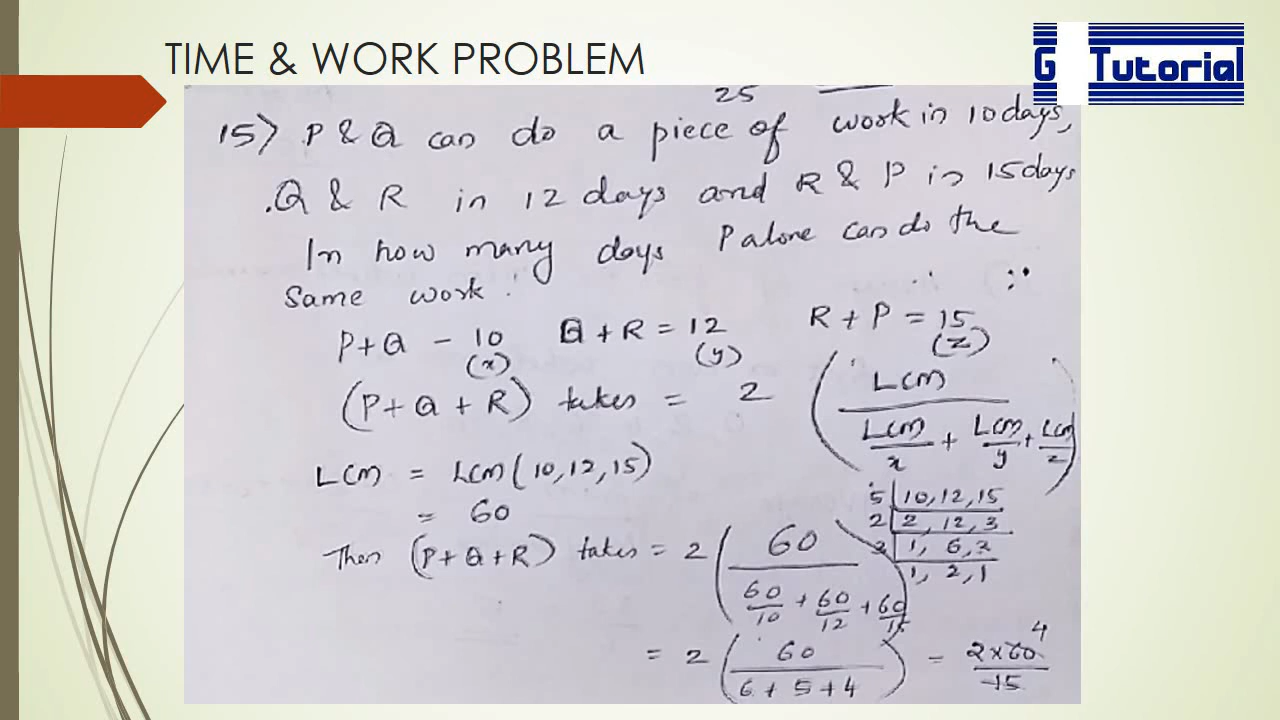 TIME & WORK PROBLEM
G Tutorial
25
15) P & Q can do a piece of work in 10 days,
Q & R in 12 days and R & P in 15 days
In how many days P alone can do the
Same work.
P+Q - 10 Q+R = 12 R+P = 15
(x) (y) (z)
(P+Q+R) takes = 2 (LCM / (LCM/x + LCM/y + LCM/z))
LCM = LCM(10,12,15)
= 60
5 | 10, 12, 15
2 | 2, 12, 3
3 | 1, 6, 3
1, 2, 1
Then (P+Q+R) takes = 2 (60 / (60/10 + 60/12 + 60/15))
= 2 (60 / (6+5+4)) = 2×60 / 15
4